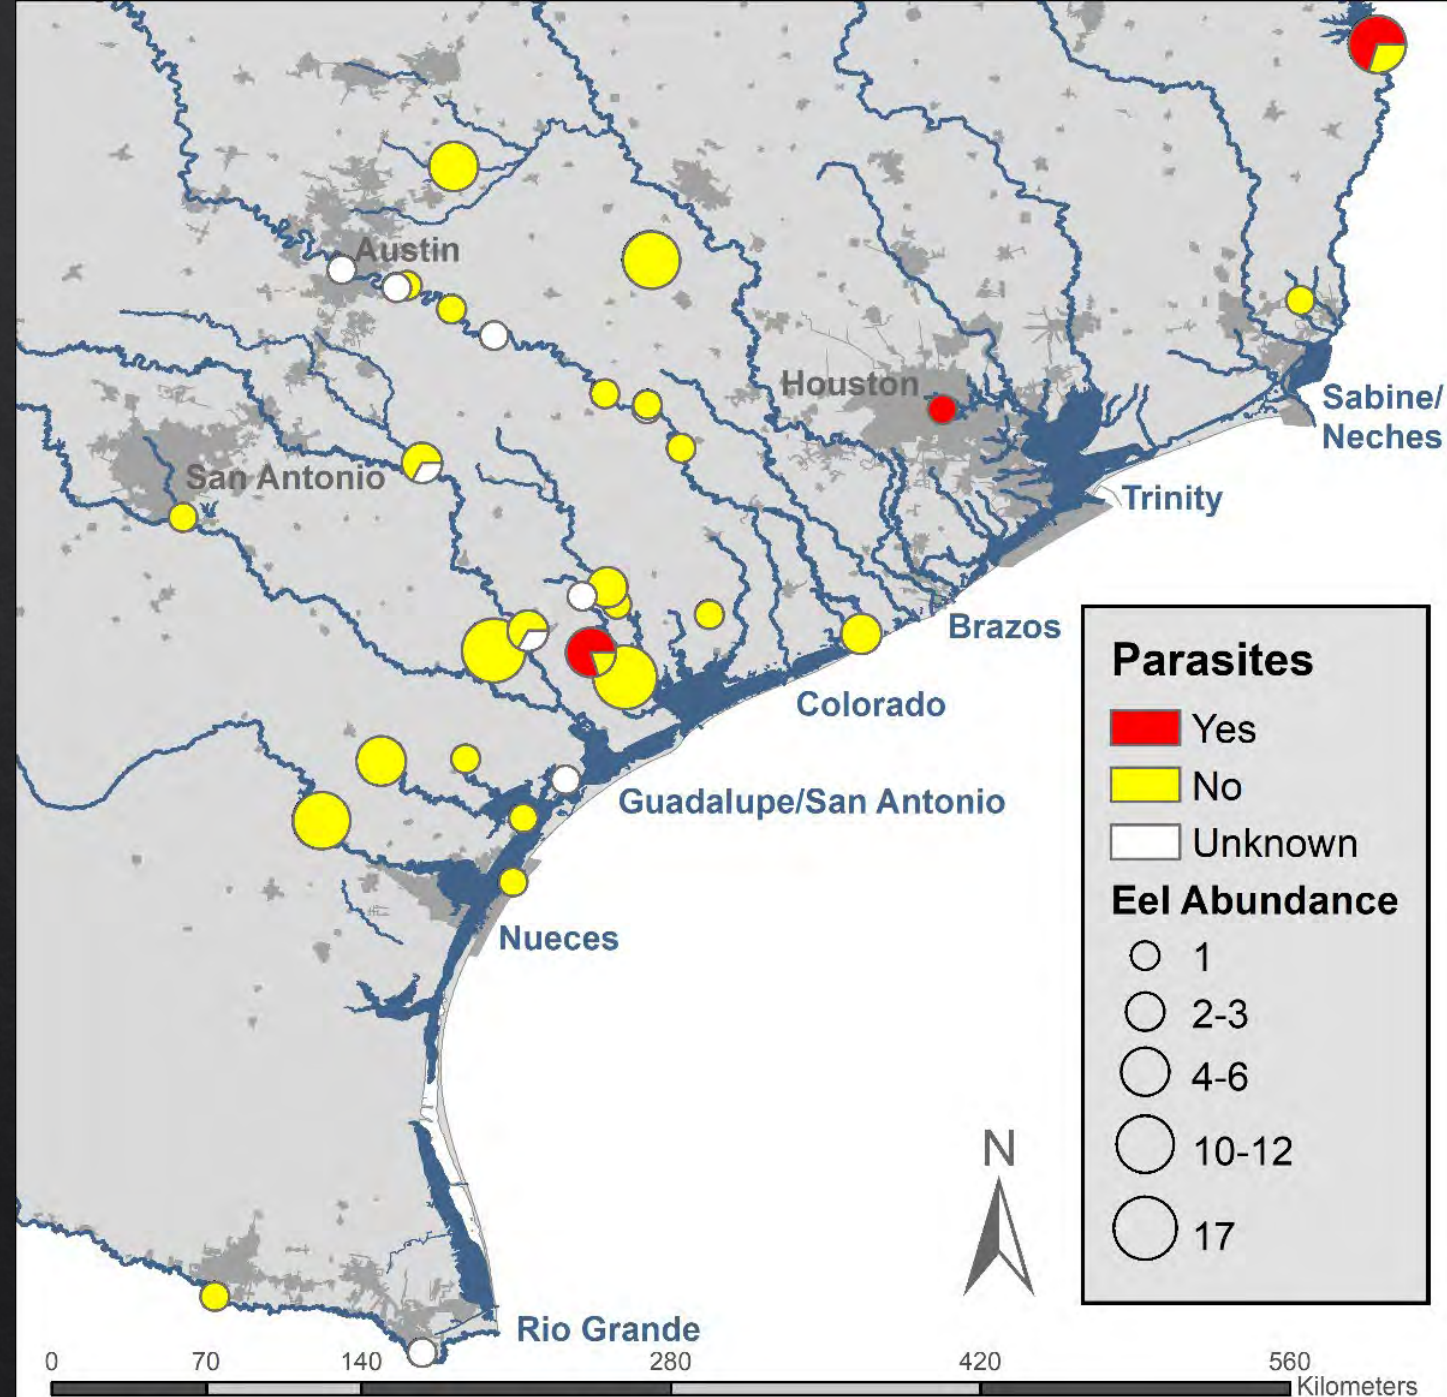 Austin
Houston
San Antonio
Sabine/
Neches
Trinity
Brazos
Colorado
Guadalupe/San Antonio
Nueces
Rio Grande
Parasites
Yes
No
Unknown
Eel Abundance
1
2-3
4-6
10-12
17
N
0 70 140 280 420 560
Kilometers